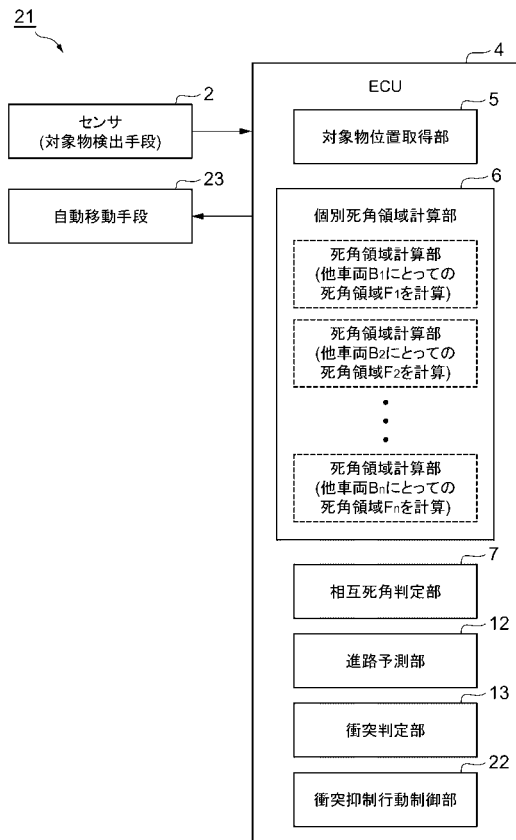 21
4
ECU
2
センサ
(対象物検出手段)
5
対象物位置取得部
23
自動移動手段
6
個別死角領域計算部
死角領域計算部
(他車両B1にとっての
死角領域F1を計算)
死角領域計算部
(他車両B2にとっての
死角領域F2を計算)
死角領域計算部
(他車両Bnにとっての
死角領域Fnを計算)
7
相互死角判定部
12
進路予測部
13
衝突判定部
22
衝突抑制行動制御部